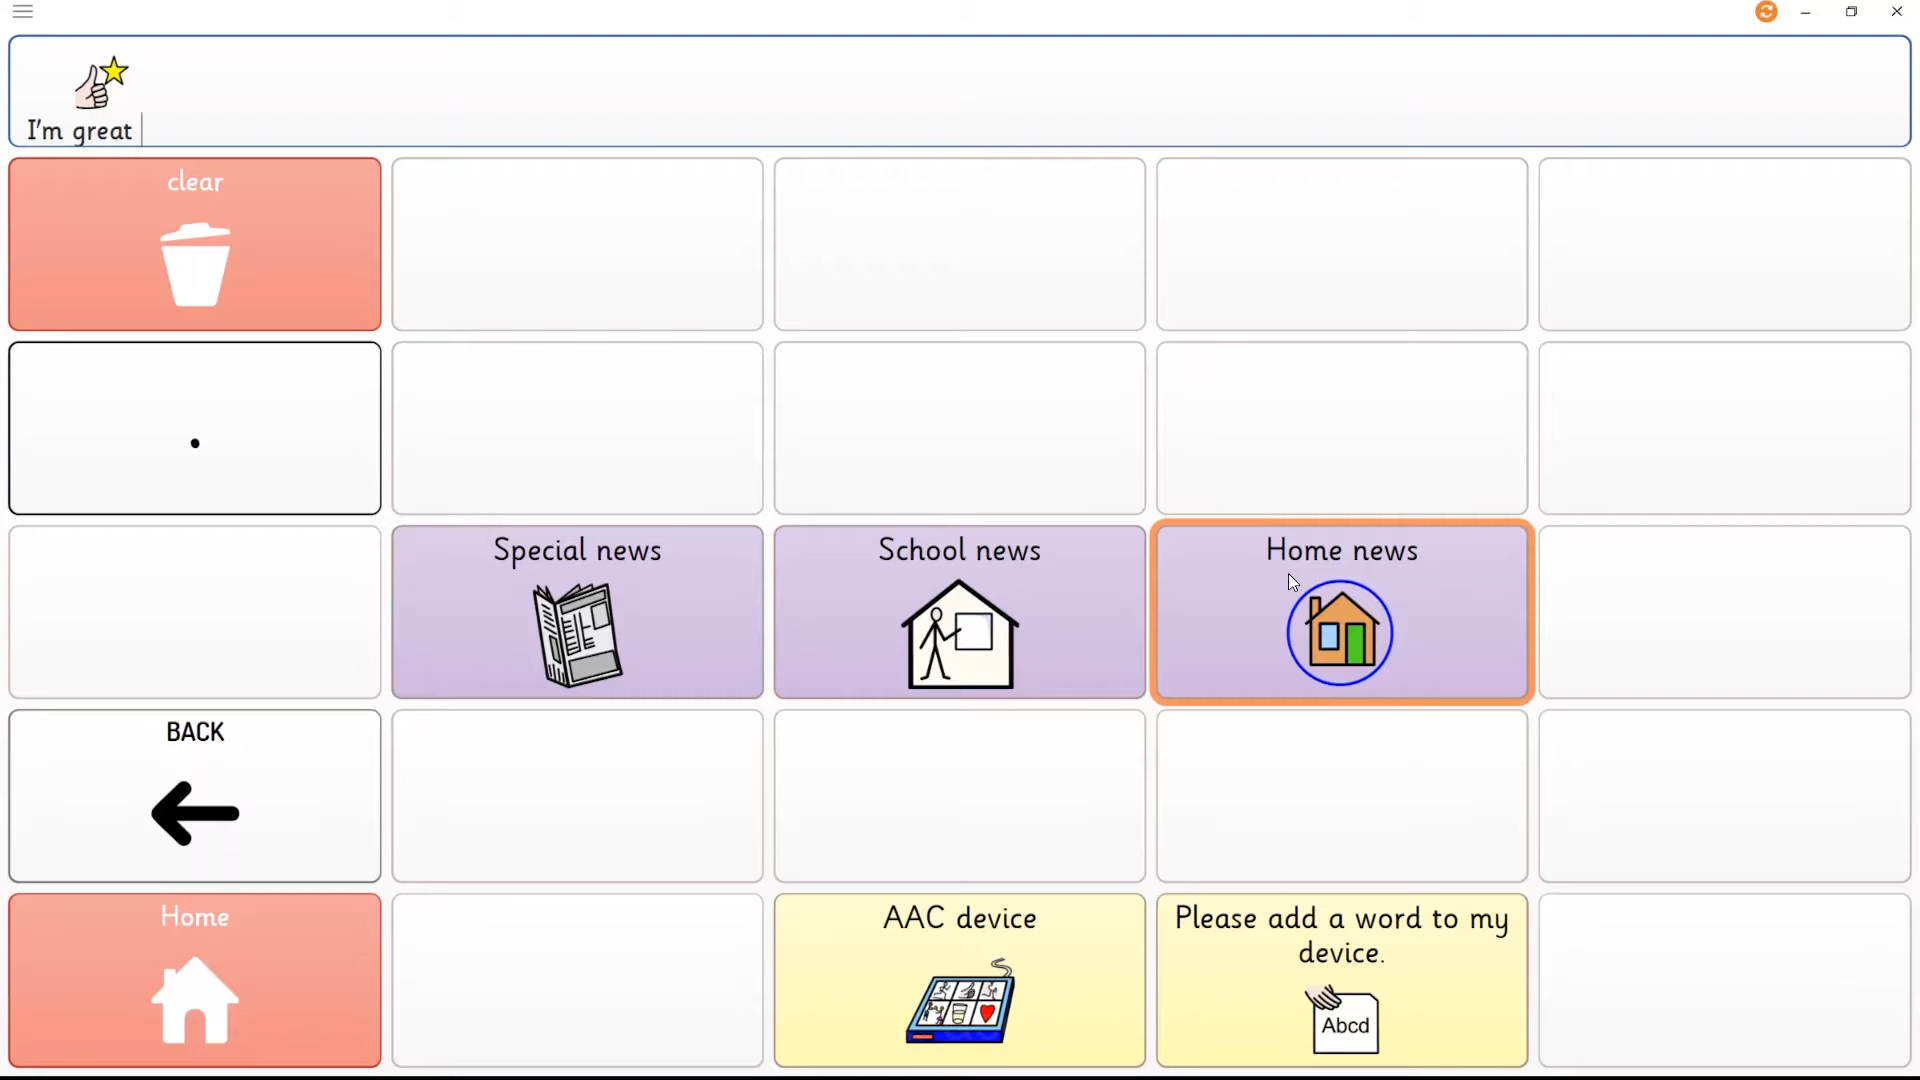 I'm great
clear
.
Special news
School news
Home news
BACK
Home
AAC device
Please add a word to my
device.
Abcd